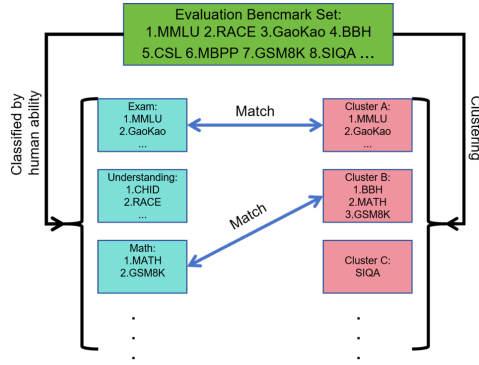 Evaluation Bencmark Set:
1.MMLU 2.RACE 3.GaoKao 4.BBH
5.CSL 6.MBPP 7.GSM8K 8.SIQA ...
Classified by
human ability
Clustering
Exam:
1.MMLU
2.GaoKao
...
Match
Cluster A:
1.MMLU
2.GaoKao
...
Understanding:
1.CHID
2.RACE
...
Match
Cluster B:
1.BBH
2.MATH
3.GSM8K
Math:
1.MATH
2.GSM8K
Cluster C:
SIQA